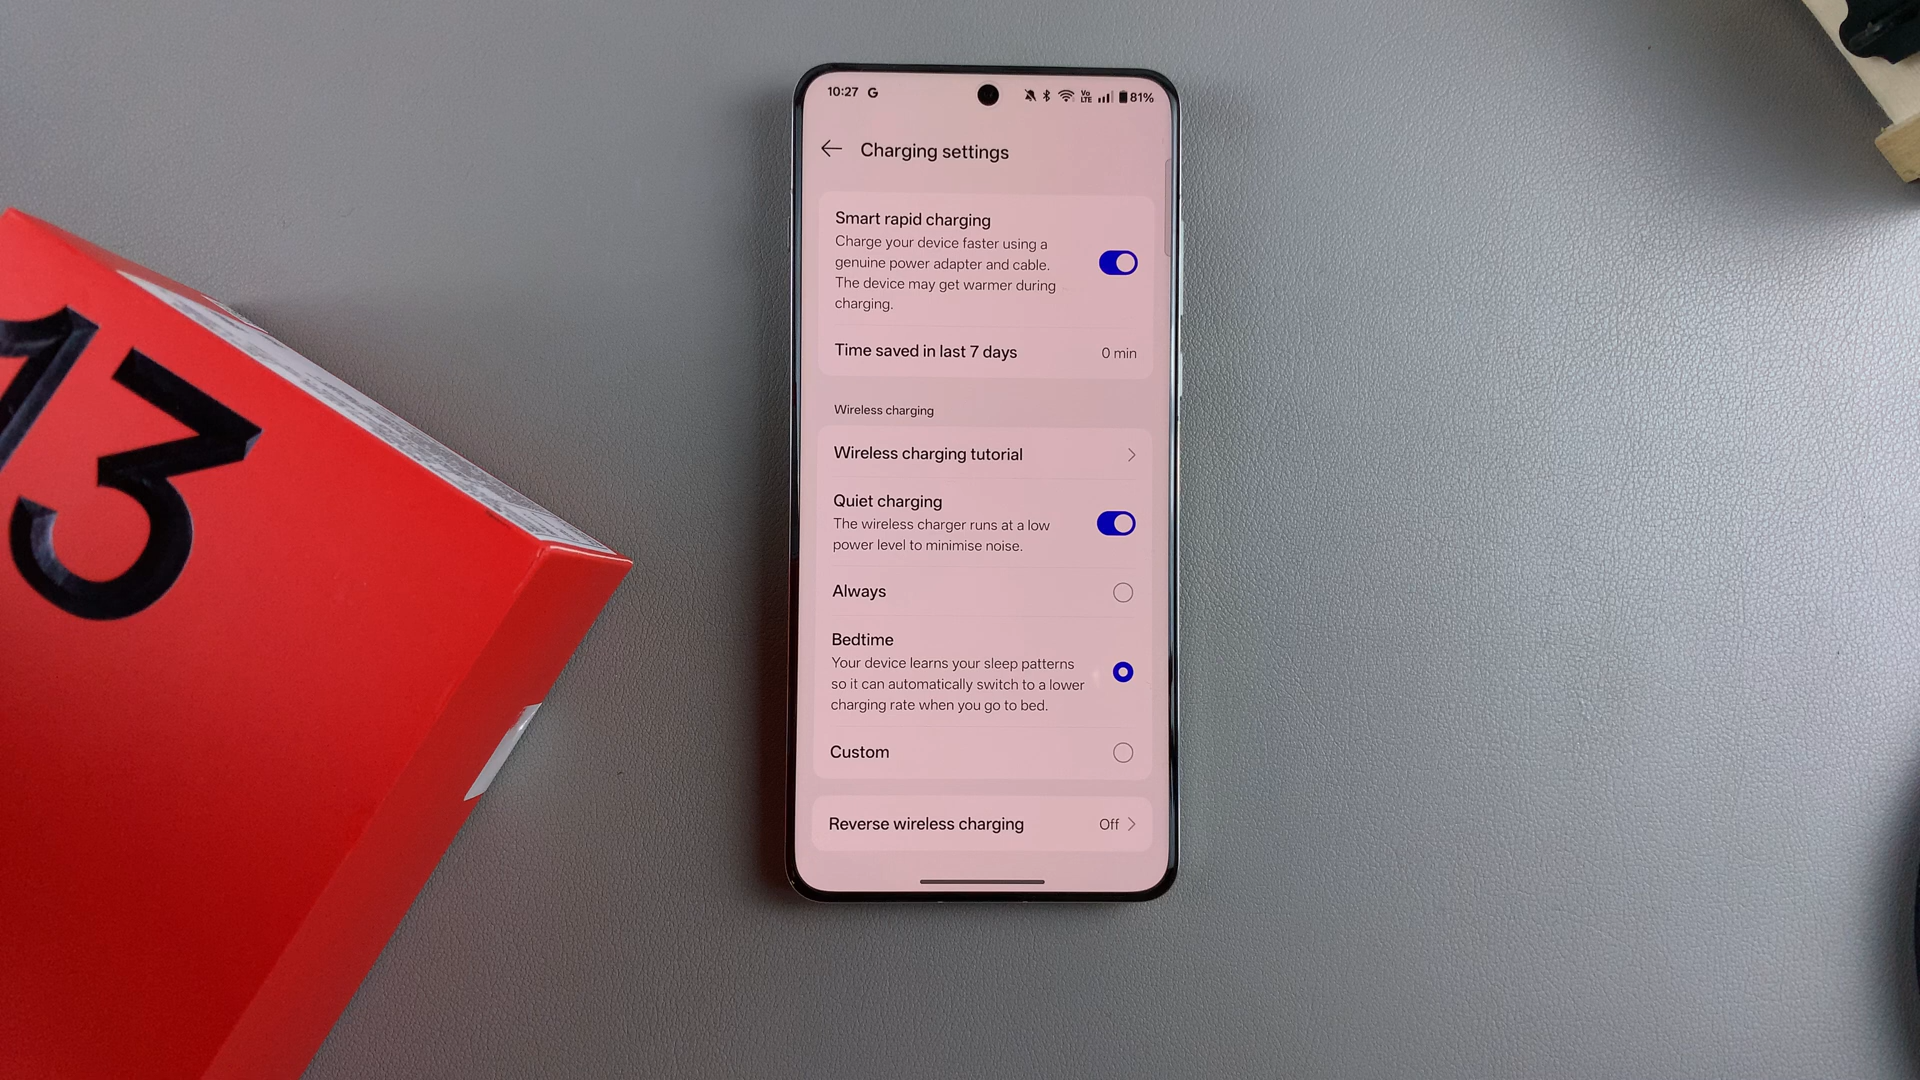 13
10:27 G Vo LTE 81%
Charging settings
Smart rapid charging
Charge your device faster using a
genuine power adapter and cable.
The device may get warmer during
charging.
Time saved in last 7 days 0 min
Wireless charging
Wireless charging tutorial
Quiet charging
The wireless charger runs at a low
power level to minimise noise.
Always
Bedtime
Your device learns your sleep patterns
so it can automatically switch to a lower
charging rate when you go to bed.
Custom
Reverse wireless charging Off